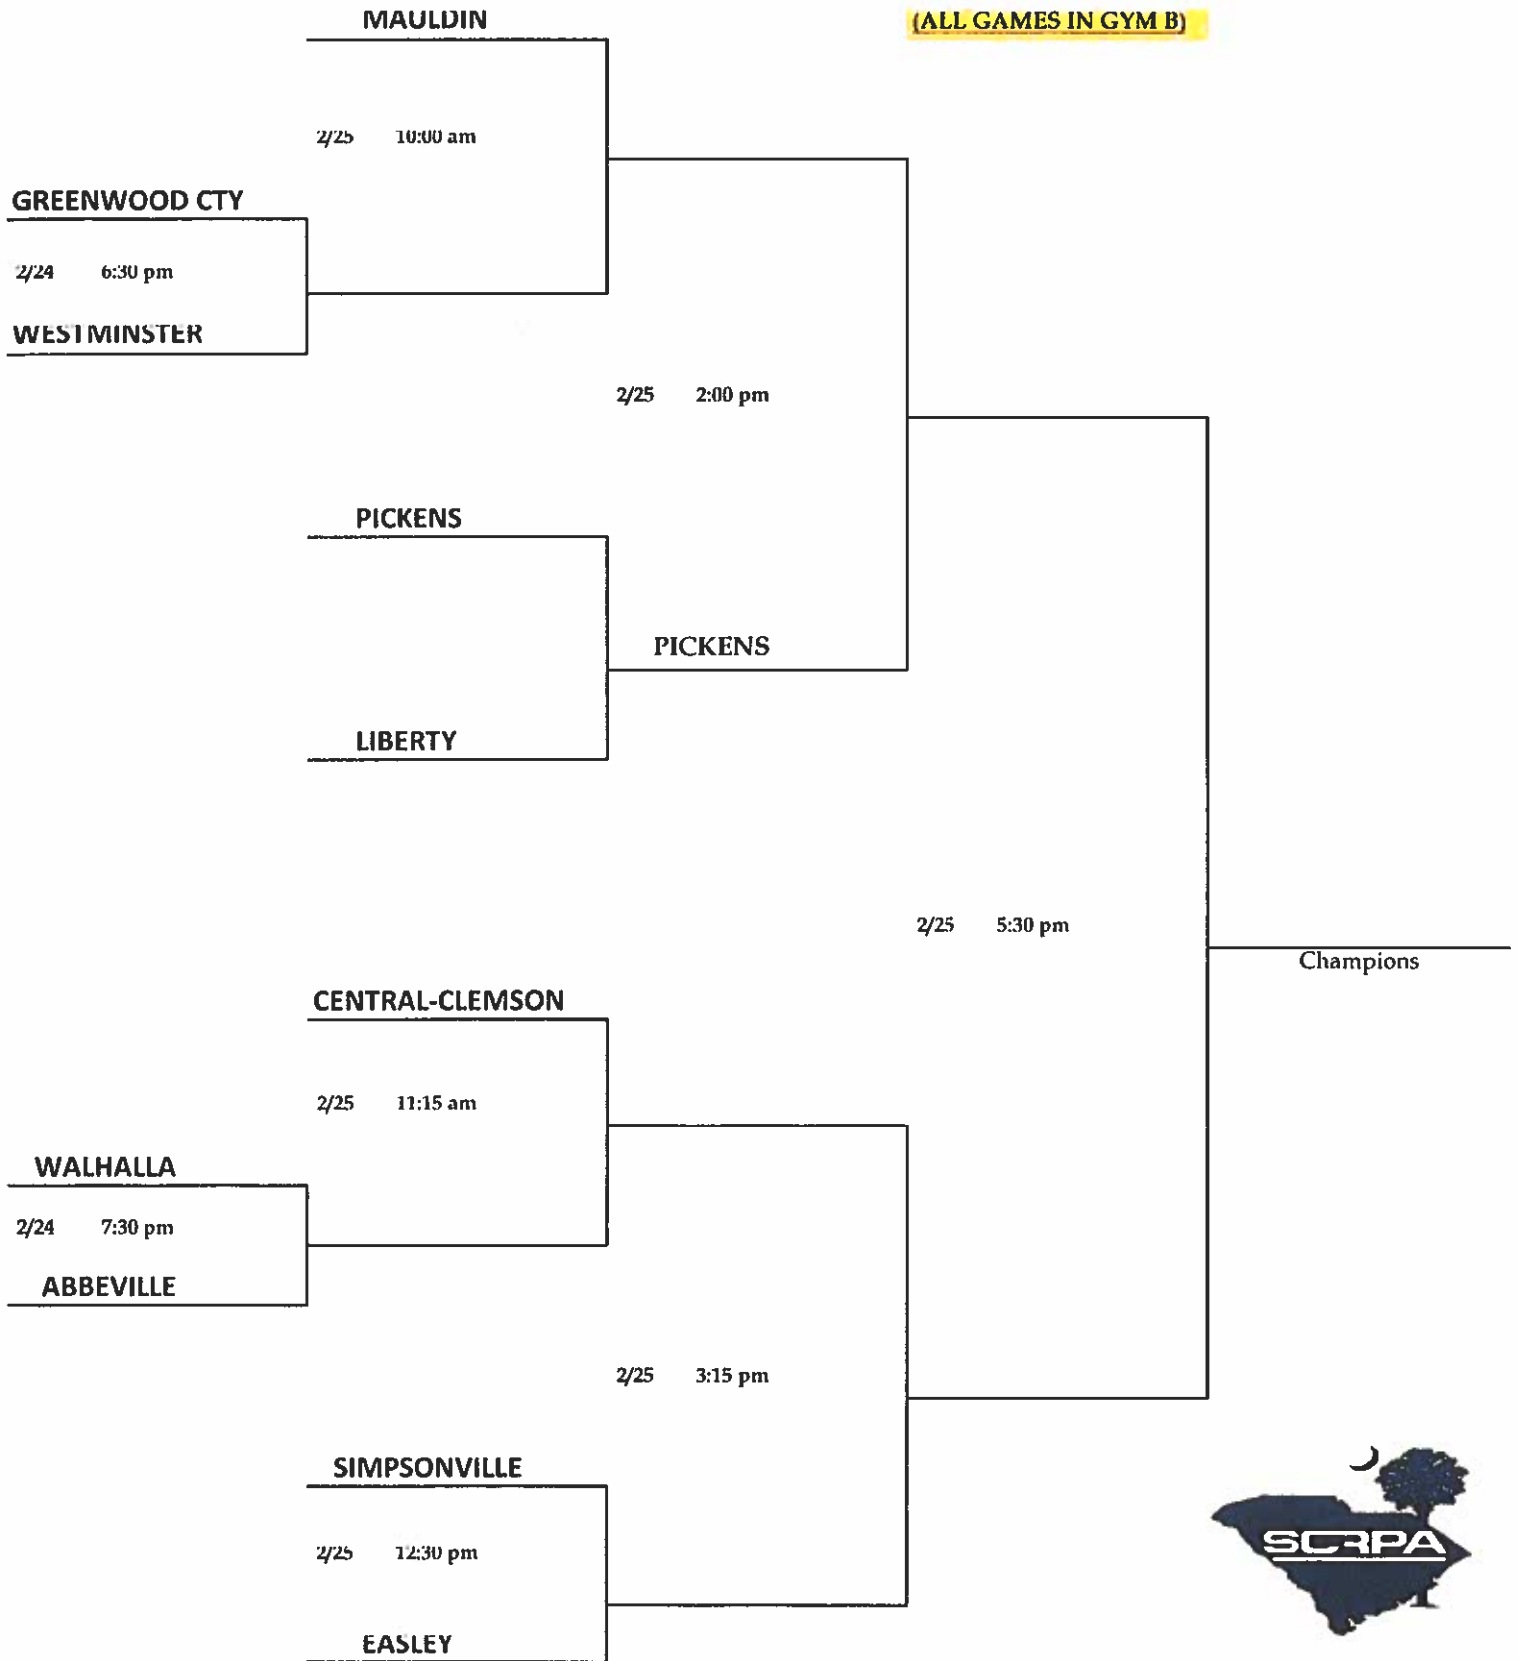 MAULDIN
(ALL GAMES IN GYM B)
2/25 10:00 am
GREENWOOD CTY
2/24 6:30 pm
WESTMINSTER
2/25 2:00 pm
PICKENS
PICKENS
LIBERTY
2/25 5:30 pm
Champions
CENTRAL-CLEMSON
2/25 11:15 am
WALHALLA
2/24 7:30 pm
ABBEVILLE
2/25 3:15 pm
SIMPSONVILLE
SCRPA
2/25 12:30 pm
EASLEY